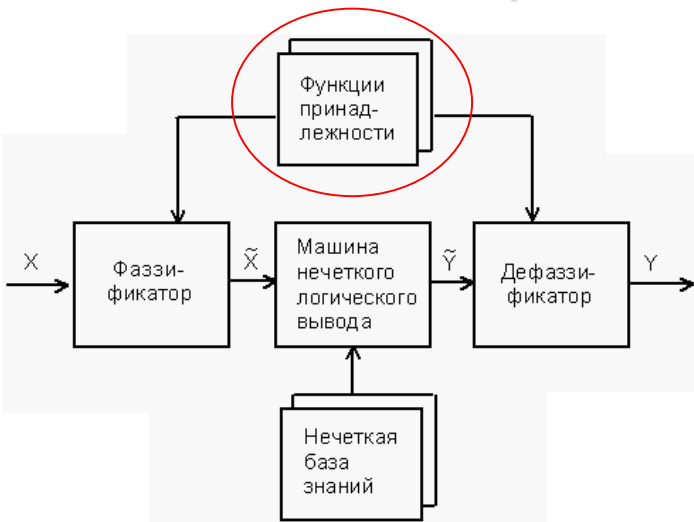 Функции
принад-
лежности
X
Фаззи-
фикатор
X̃
Машина
нечеткого
логического
вывода
Ỹ
Дефаззи-
фикатор
Y
Нечеткая
база
знаний